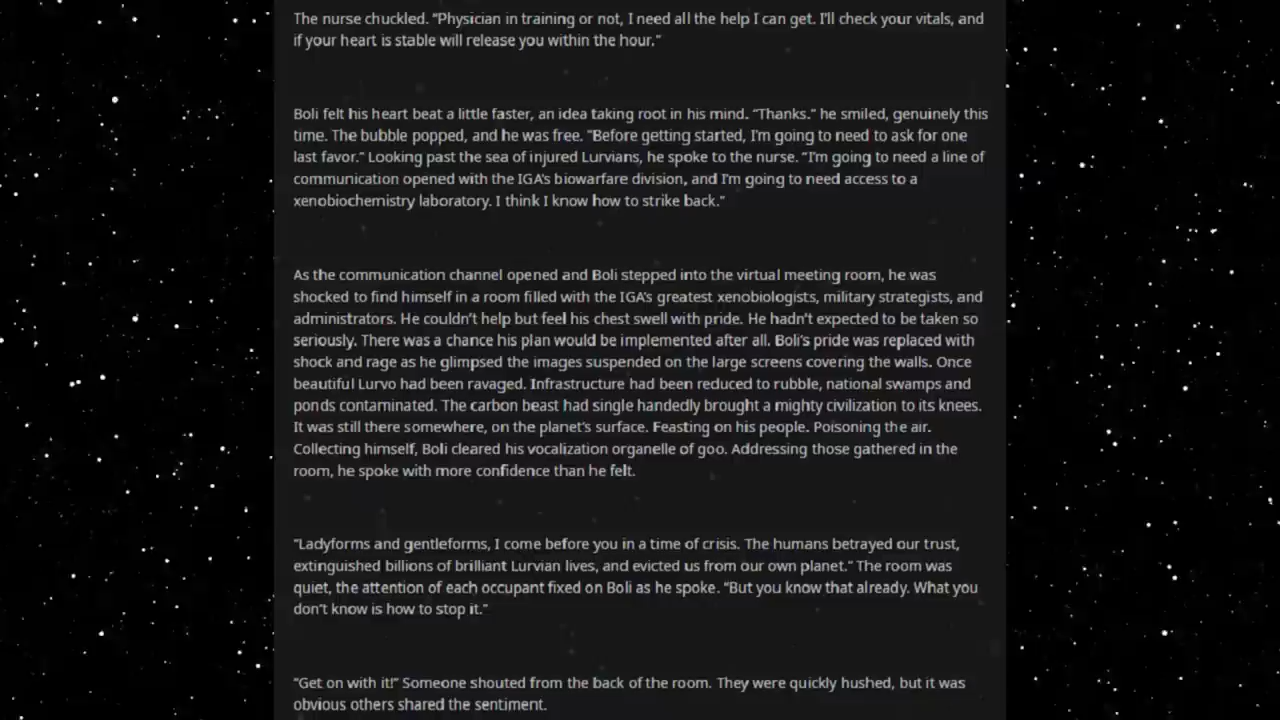 The nurse chuckled. “Physician in training or not, I need all the help I can get. I’ll check your vitals, and
if your heart is stable will release you within the hour.”
Boli felt his heart beat a little faster, an idea taking root in his mind. “Thanks.” he smiled, genuinely this
time. The bubble popped, and he was free. “Before getting started, I’m going to need to ask for one
last favor.” Looking past the sea of injured Lurvians, he spoke to the nurse. “I’m going to need a line of
communication opened with the IGA’s biowarfare division, and I’m going to need access to a
xenobiochemistry laboratory. I think I know how to strike back.”
As the communication channel opened and Boli stepped into the virtual meeting room, he was
shocked to find himself in a room filled with the IGA’s greatest xenobiologists, military strategists, and
administrators. He couldn’t help but feel his chest swell with pride. He hadn’t expected to be taken so
seriously. There was a chance his plan would be implemented after all. Boli’s pride was replaced with
shock and rage as he glimpsed the images suspended on the large screens covering the walls. Once
beautiful Lurvo had been ravaged. Infrastructure had been reduced to rubble, national swamps and
ponds contaminated. The carbon beast had single handedly brought a mighty civilization to its knees.
It was still there somewhere, on the planet’s surface. Feasting on his people. Poisoning the air.
Collecting himself, Boli cleared his vocalization organelle of goo. Addressing those gathered in the
room, he spoke with more confidence than he felt.
“Ladyforms and gentleforms, I come before you in a time of crisis. The humans betrayed our trust,
extinguished billions of brilliant Lurvian lives, and evicted us from our own planet.” The room was
quiet, the attention of each occupant fixed on Boli as he spoke. “But you know that already. What you
don’t know is how to stop it.”
“Get on with it!” Someone shouted from the back of the room. They were quickly hushed, but it was
obvious others shared the sentiment.